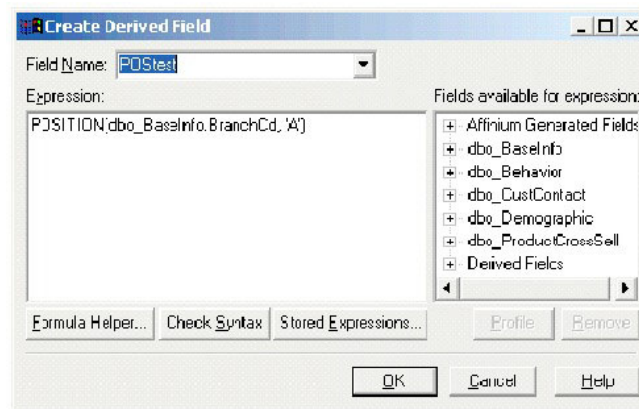 Create Derived Field
Field Name: POStest
Expression:
POSITION(dbo_BaseInfo.BranchCd, 'A')
Fields available for expression:
Affinium Generated Fields
dbo_BaseInfo
dbo_Behavior
dbo_CustContact
dbo_Demographic
dbo_ProductCrossSell
Derived Fields
Formula Helper...
Check Syntax
Stored Expressions...
Profile
Remove
OK
Cancel
Help